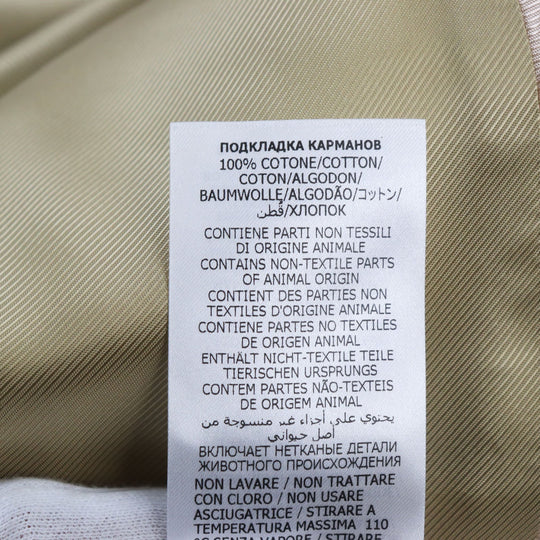 ПОДКЛАДКА КАРМАНОВ
100% COTONE/COTTON/
COTON/ALGODON/
BAUMWOLLE/ALGODÃO/コットン/
قُطن/ХЛОПОК
CONTIENE PARTI NON TESSILI
DI ORIGINE ANIMALE
CONTAINS NON-TEXTILE PARTS
OF ANIMAL ORIGIN
CONTIENT DES PARTIES NON
TEXTILES D'ORIGINE ANIMALE
CONTIENE PARTES NO TEXTILES
DE ORIGEN ANIMAL
ENTHÄLT NICHT-TEXTILE TEILE
TIERISCHEN URSPRUNGS
CONTEM PARTES NÃO-TEXTEIS
DE ORIGEM ANIMAL
يحتوي على أجزاء غير منسوجة من
أصل حيواني
ВКЛЮЧАЕТ НЕТКАНЫЕ ДЕТАЛИ
ЖИВОТНОГО ПРОИСХОЖДЕНИЯ
NON LAVARE / NON TRATTARE
CON CLORO / NON USARE
ASCIUGATRICE / STIRARE A
TEMPERATURA MASSIMA 110
°C SENZA VAPORE / STIRARE